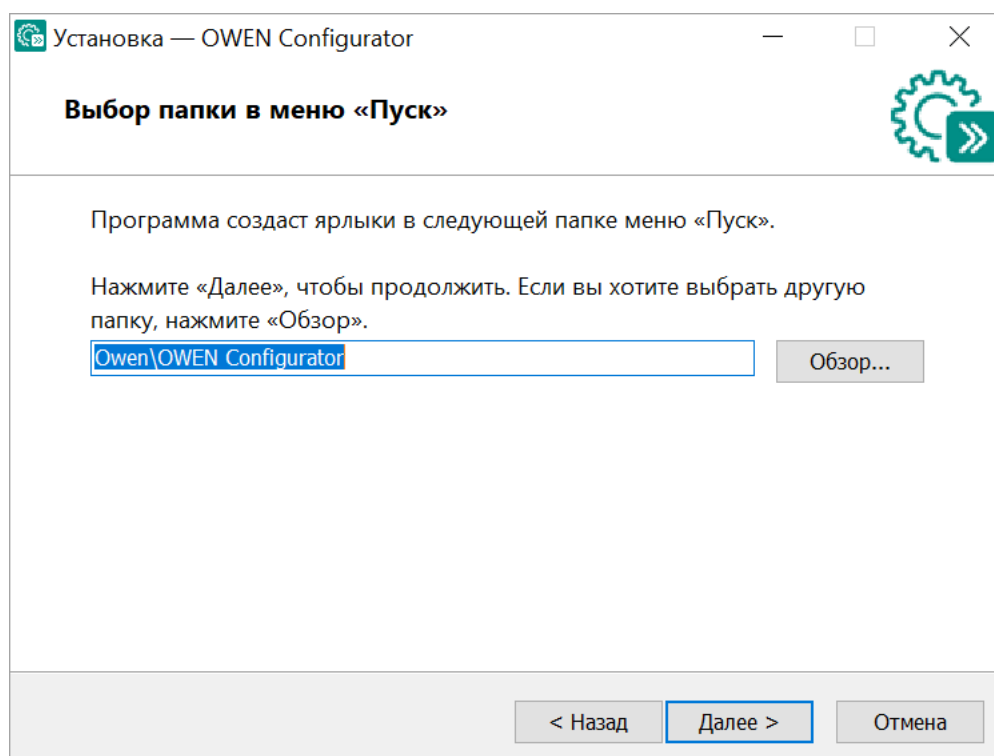 Установка — OWEN Configurator
Выбор папки в меню «Пуск»
Программа создаст ярлыки в следующей папке меню «Пуск».
Нажмите «Далее», чтобы продолжить. Если вы хотите выбрать другую
папку, нажмите «Обзор».
Owen\OWEN Configurator
Обзор...
< Назад
Далее >
Отмена